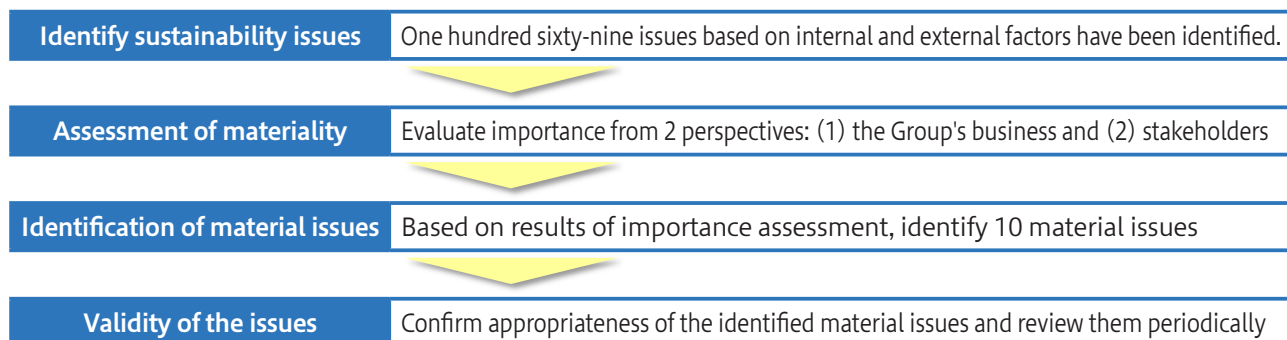 Identify sustainability issues
One hundred sixty-nine issues based on internal and external factors have been identified.
Assessment of materiality
Evaluate importance from 2 perspectives: (1) the Group's business and (2) stakeholders
Identification of material issues
Based on results of importance assessment, identify 10 material issues
Validity of the issues
Confirm appropriateness of the identified material issues and review them periodically